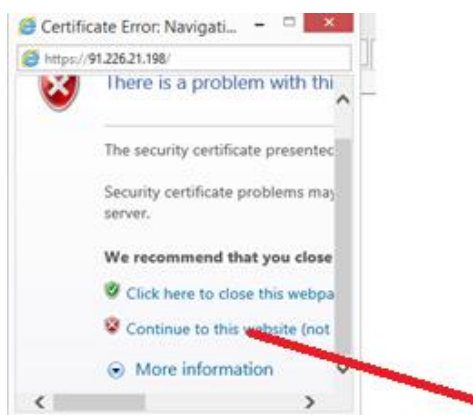 Certificate Error: Navigati...
https://91.226.21.198/
There is a problem with thi
The security certificate presented
Security certificate problems may
server.
We recommend that you close
Click here to close this webpa
Continue to this website (not
More information